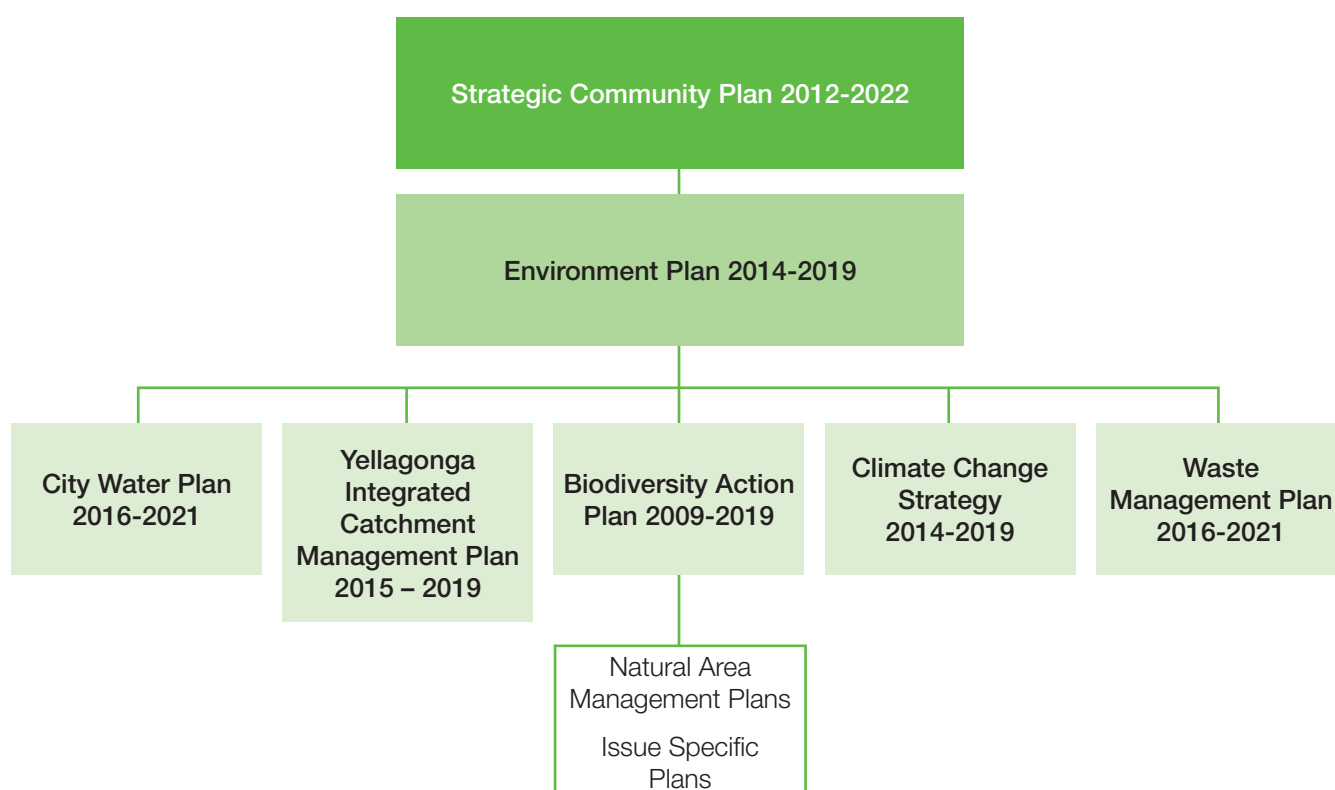 Strategic Community Plan 2012-2022
Environment Plan 2014-2019
City Water Plan
2016-2021
Yellagonga
Integrated
Catchment
Management Plan
2015 – 2019
Biodiversity Action
Plan 2009-2019
Climate Change
Strategy
2014-2019
Waste
Management Plan
2016-2021
Natural Area
Management Plans
Issue Specific
Plans